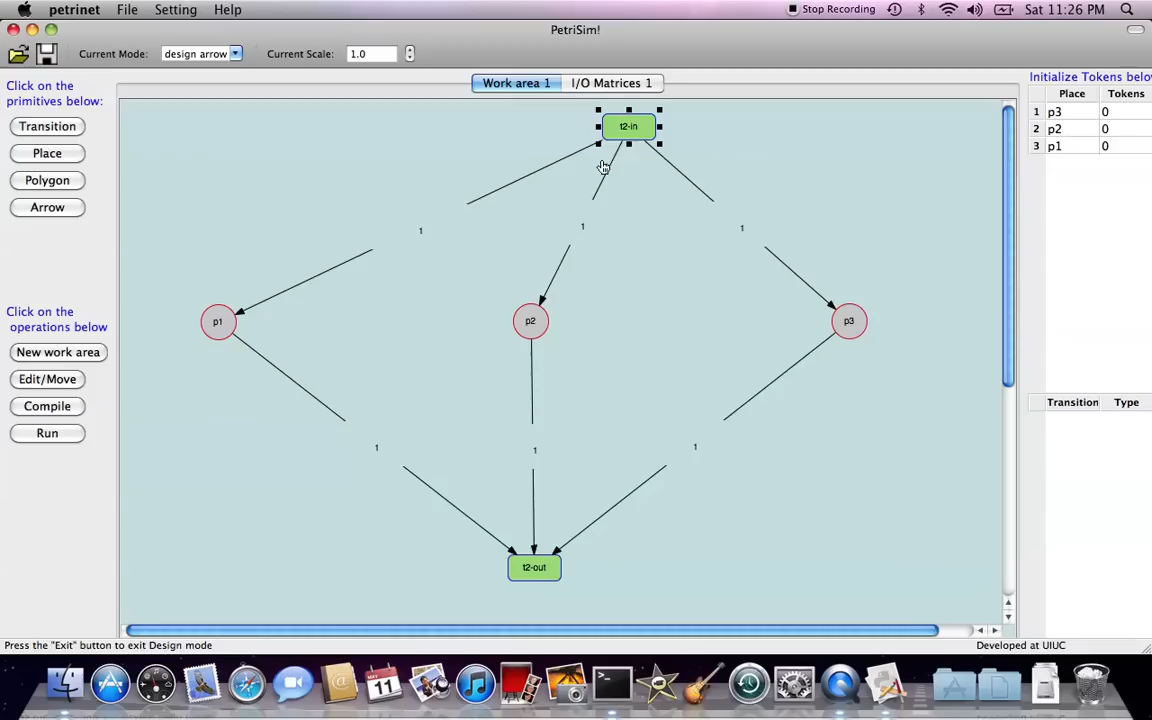 petrinet File Setting Help
Stop Recording Sat 11:26 PM
PetriSim!
Current Mode: design arrow Current Scale: 1.0
Click on the
primitives below:
Transition
Place
Polygon
Arrow
Click on the
operations below
New work area
Edit/Move
Compile
Run
Work area 1 I/O Matrices 1
t2-in
1 1 1
p1 p2 p3
1 1 1
t2-out
Initialize Tokens belo
Place Tokens
1 p3 0
2 p2 0
3 p1 0
Transition Type
Press the "Exit" button to exit Design mode
Developed at UIUC
11